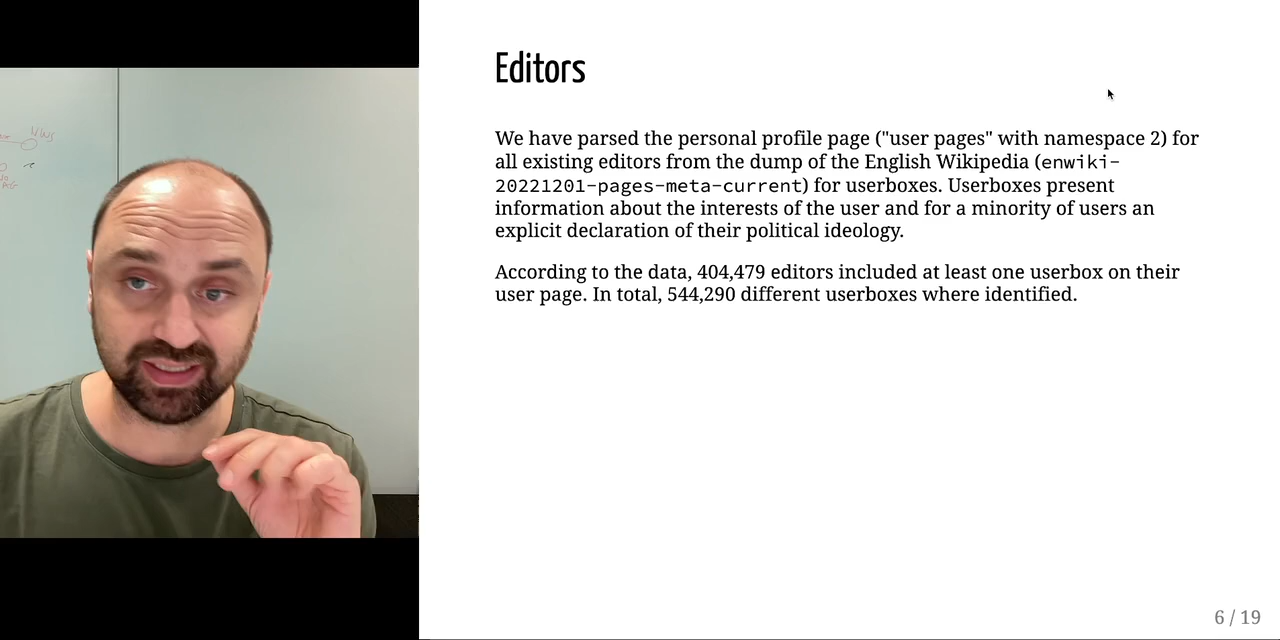 Editors
We have parsed the personal profile page ("user pages" with namespace 2) for
all existing editors from the dump of the English Wikipedia (enwiki-
20221201-pages-meta-current) for userboxes. Userboxes present
information about the interests of the user and for a minority of users an
explicit declaration of their political ideology.
According to the data, 404,479 editors included at least one userbox on their
user page. In total, 544,290 different userboxes where identified.
6 / 19